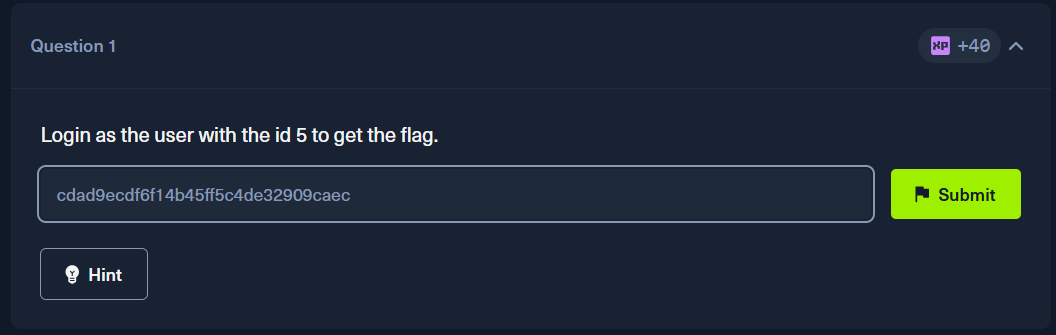 Question 1
XP +40
Login as the user with the id 5 to get the flag.
cdad9ecdf6f14b45ff5c4de32909caec
Submit
Hint